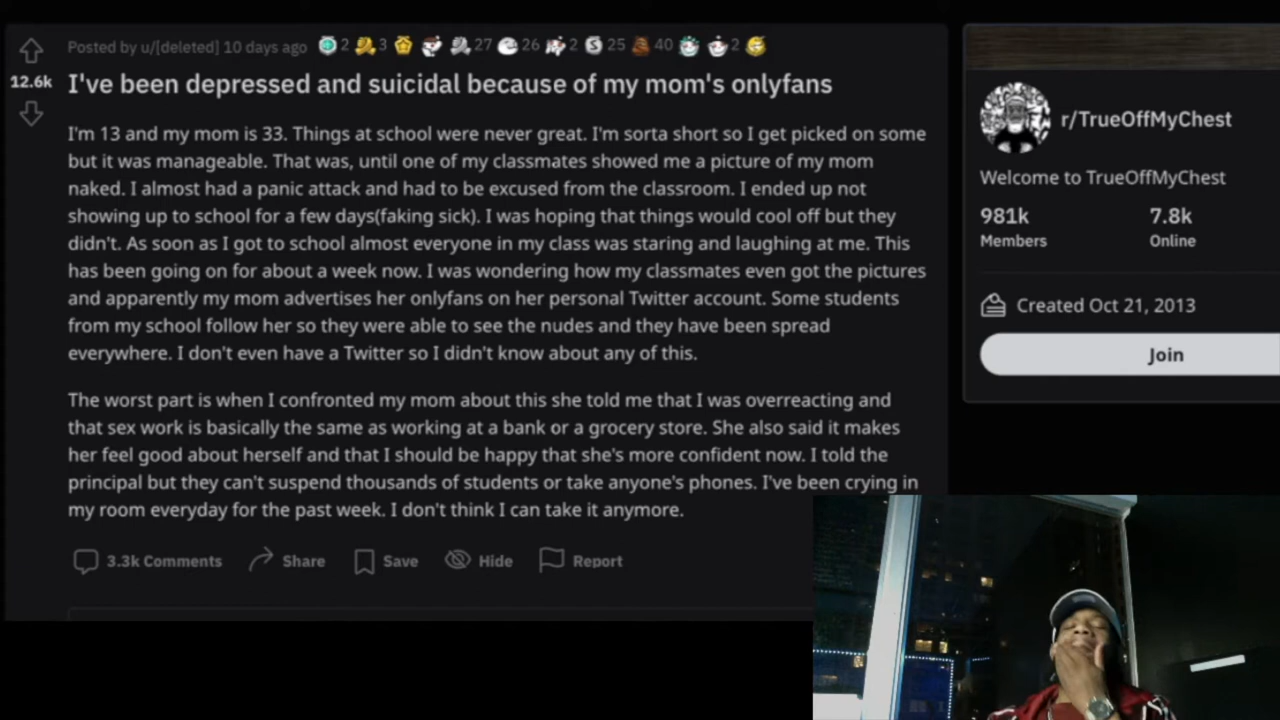 Posted by u/[deleted] 10 days ago 2 3 27 26 2 25 40 2
12.6k
I've been depressed and suicidal because of my mom's onlyfans
I'm 13 and my mom is 33. Things at school were never great. I'm sorta short so I get picked on some
but it was manageable. That was, until one of my classmates showed me a picture of my mom
naked. I almost had a panic attack and had to be excused from the classroom. I ended up not
showing up to school for a few days(faking sick). I was hoping that things would cool off but they
didn't. As soon as I got to school almost everyone in my class was staring and laughing at me. This
has been going on for about a week now. I was wondering how my classmates even got the pictures
and apparently my mom advertises her onlyfans on her personal Twitter account. Some students
from my school follow her so they were able to see the nudes and they have been spread
everywhere. I don't even have a Twitter so I didn't know about any of this.
The worst part is when I confronted my mom about this she told me that I was overreacting and
that sex work is basically the same as working at a bank or a grocery store. She also said it makes
her feel good about herself and that I should be happy that she's more confident now. I told the
principal but they can't suspend thousands of students or take anyone's phones. I've been crying in
my room everyday for the past week. I don't think I can take it anymore.
3.3k Comments Share Save Hide Report
r/TrueOffMyChest
Welcome to TrueOffMyChest
981k 7.8k
Members Online
Created Oct 21, 2013
Join